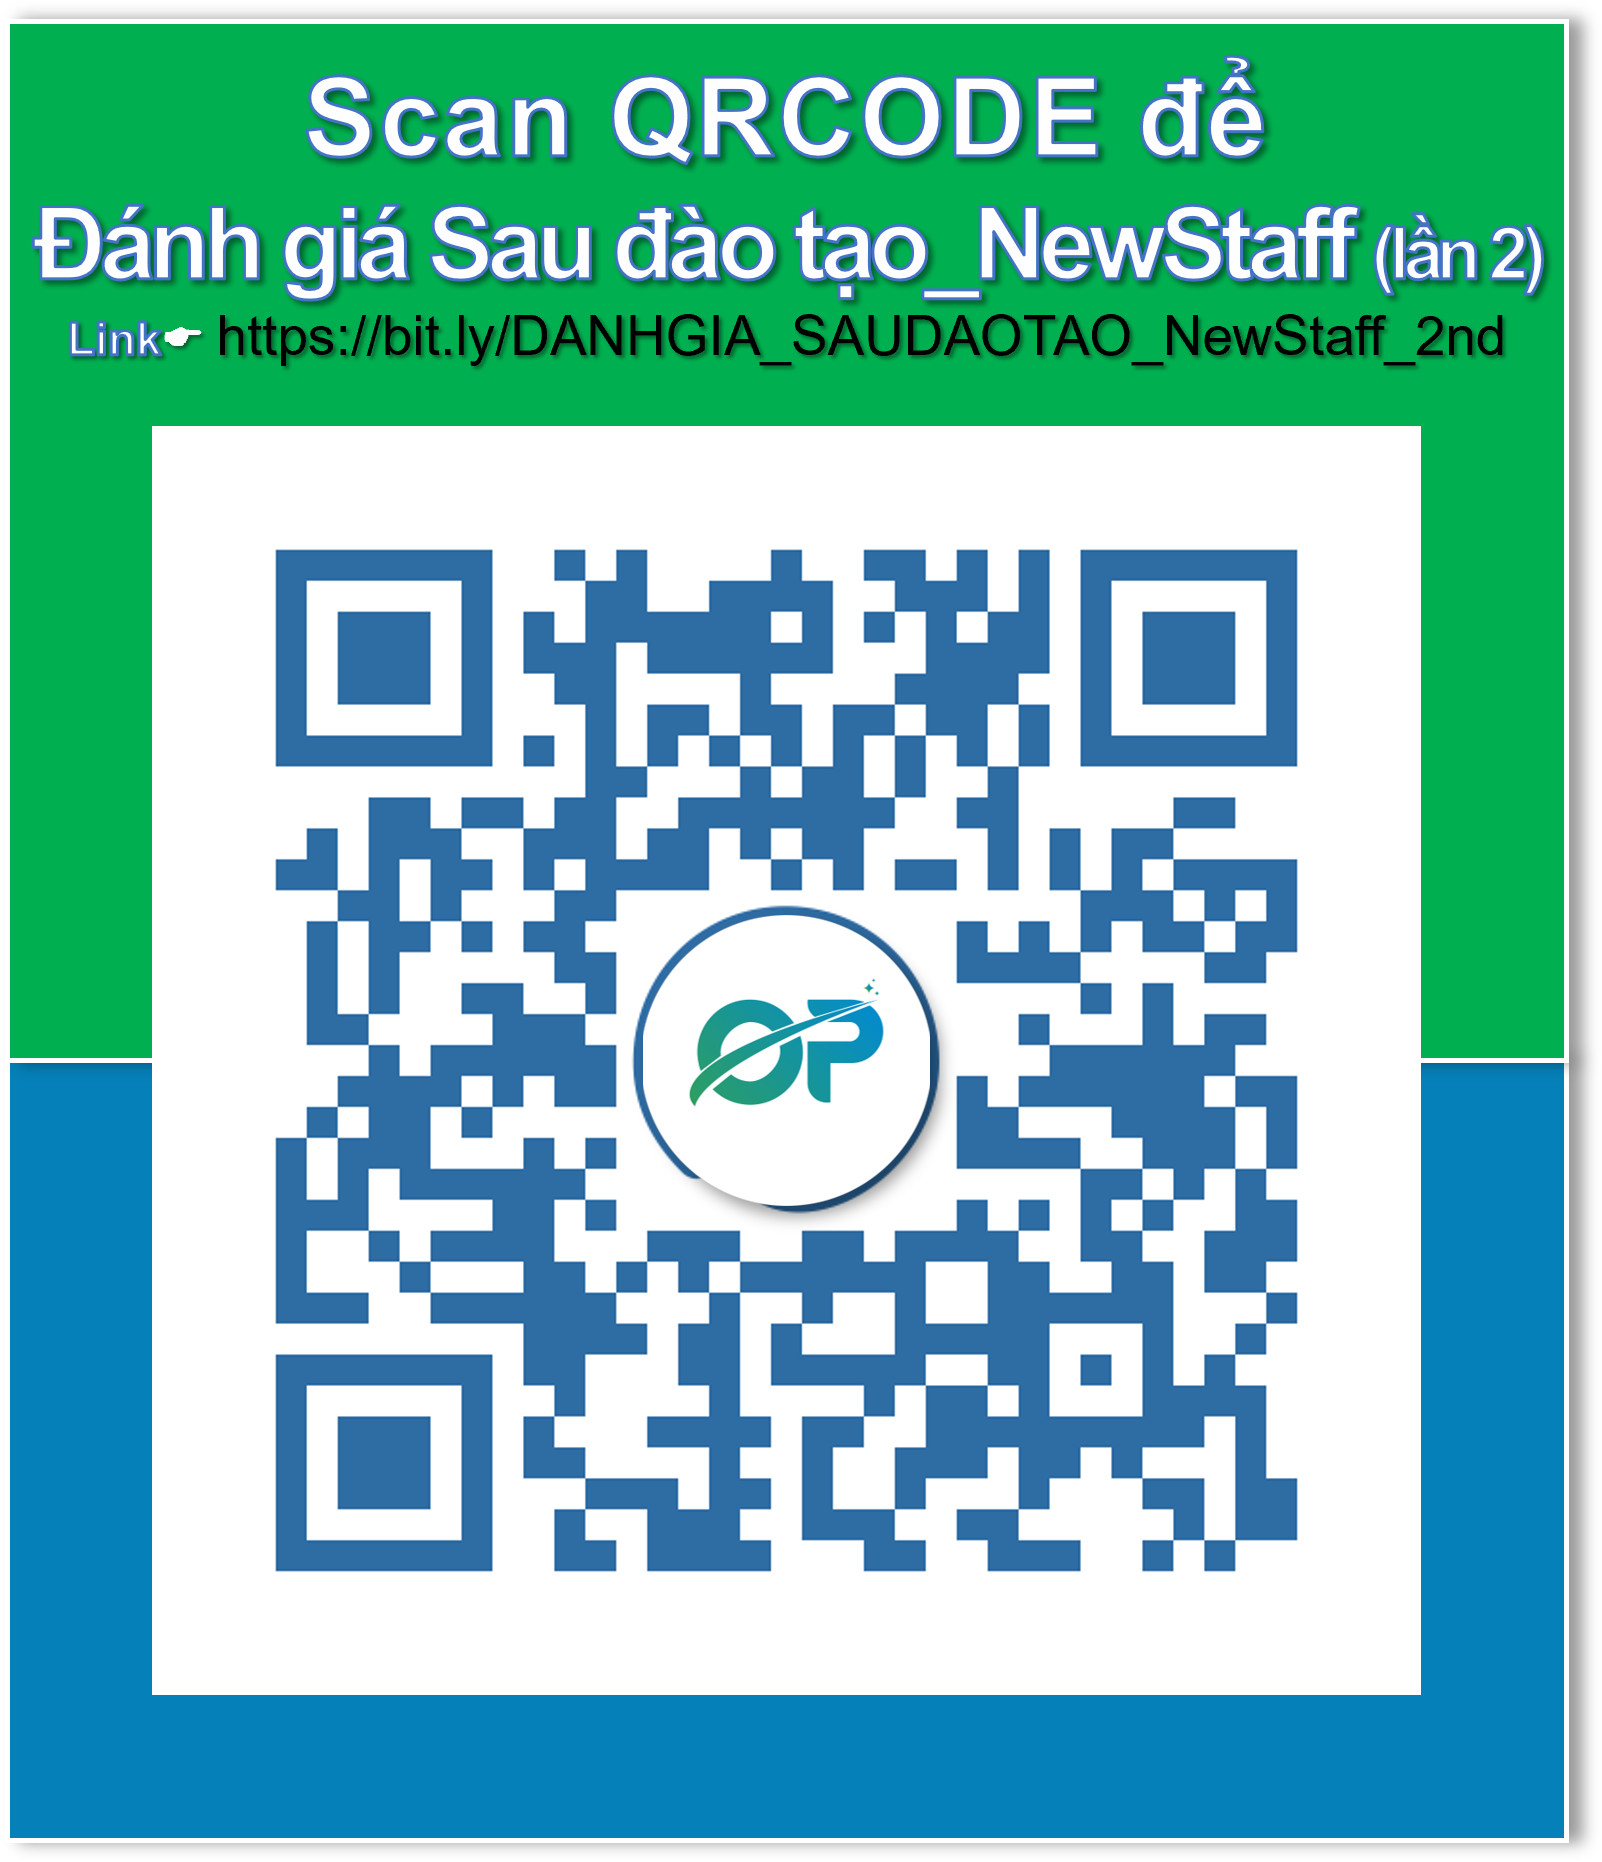 Scan QRCODE để
Đánh giá Sau đào tạo_NewStaff (lần 2)
Link☛ https://bit.ly/DANHGIA_SAUDAOTAO_NewStaff_2nd
OP